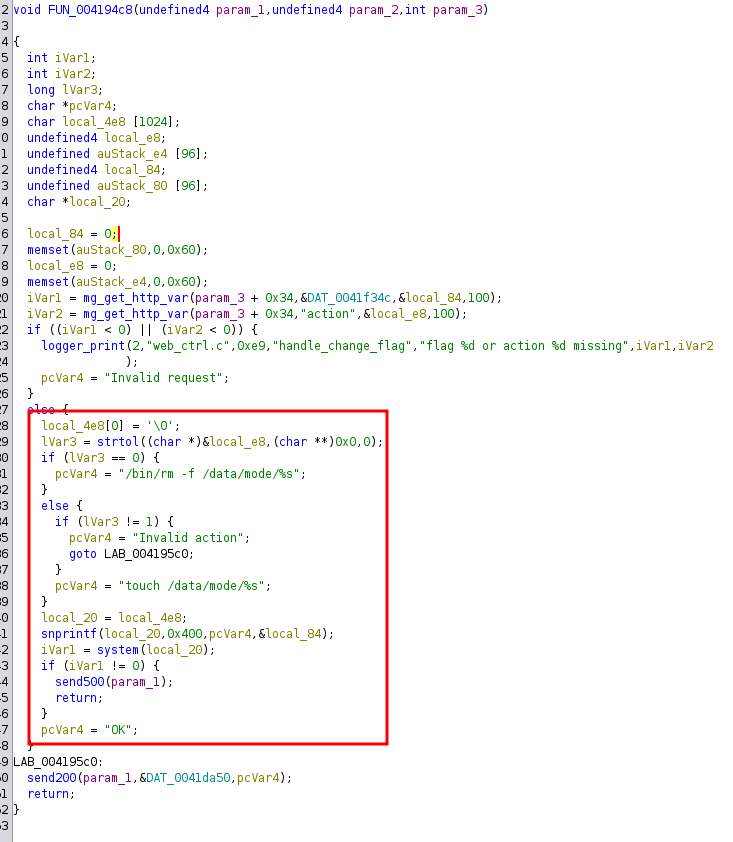 2 void FUN_004194c8(undefined4 param_1,undefined4 param_2,int param_3)
3
4 {
5 int iVar1;
6 int iVar2;
7 long lVar3;
8 char *pcVar4;
9 char local_4e8 [1024];
0 undefined4 local_e8;
1 undefined auStack_e4 [96];
2 undefined4 local_84;
3 undefined auStack_80 [96];
4 char *local_20;
5
6 local_84 = 0;
7 memset(auStack_80,0,0x60);
8 local_e8 = 0;
9 memset(auStack_e4,0,0x60);
20 iVar1 = mg_get_http_var(param_3 + 0x34,&DAT_0041f34c,&local_84,100);
21 iVar2 = mg_get_http_var(param_3 + 0x34,"action",&local_e8,100);
22 if ((iVar1 < 0) || (iVar2 < 0)) {
23 logger_print(2,"web_ctrl.c",0xe9,"handle_change_flag","flag %d or action %d missing",iVar1,iVar2
24 );
25 pcVar4 = "Invalid request";
26 }
27 else {
28 local_4e8[0] = '\0';
29 lVar3 = strtol((char *)&local_e8,(char **)0x0,0);
30 if (lVar3 == 0) {
31 pcVar4 = "/bin/rm -f /data/mode/%s";
32 }
33 else {
34 if (lVar3 != 1) {
35 pcVar4 = "Invalid action";
36 goto LAB_004195c0;
37 }
38 pcVar4 = "touch /data/mode/%s";
39 }
40 local_20 = local_4e8;
41 snprintf(local_20,0x400,pcVar4,&local_84);
42 iVar1 = system(local_20);
43 if (iVar1 != 0) {
44 send500(param_1);
45 return;
46 }
47 pcVar4 = "OK";
48 }
49 LAB_004195c0:
50 send200(param_1,&DAT_0041da50,pcVar4);
51 return;
52 }
53